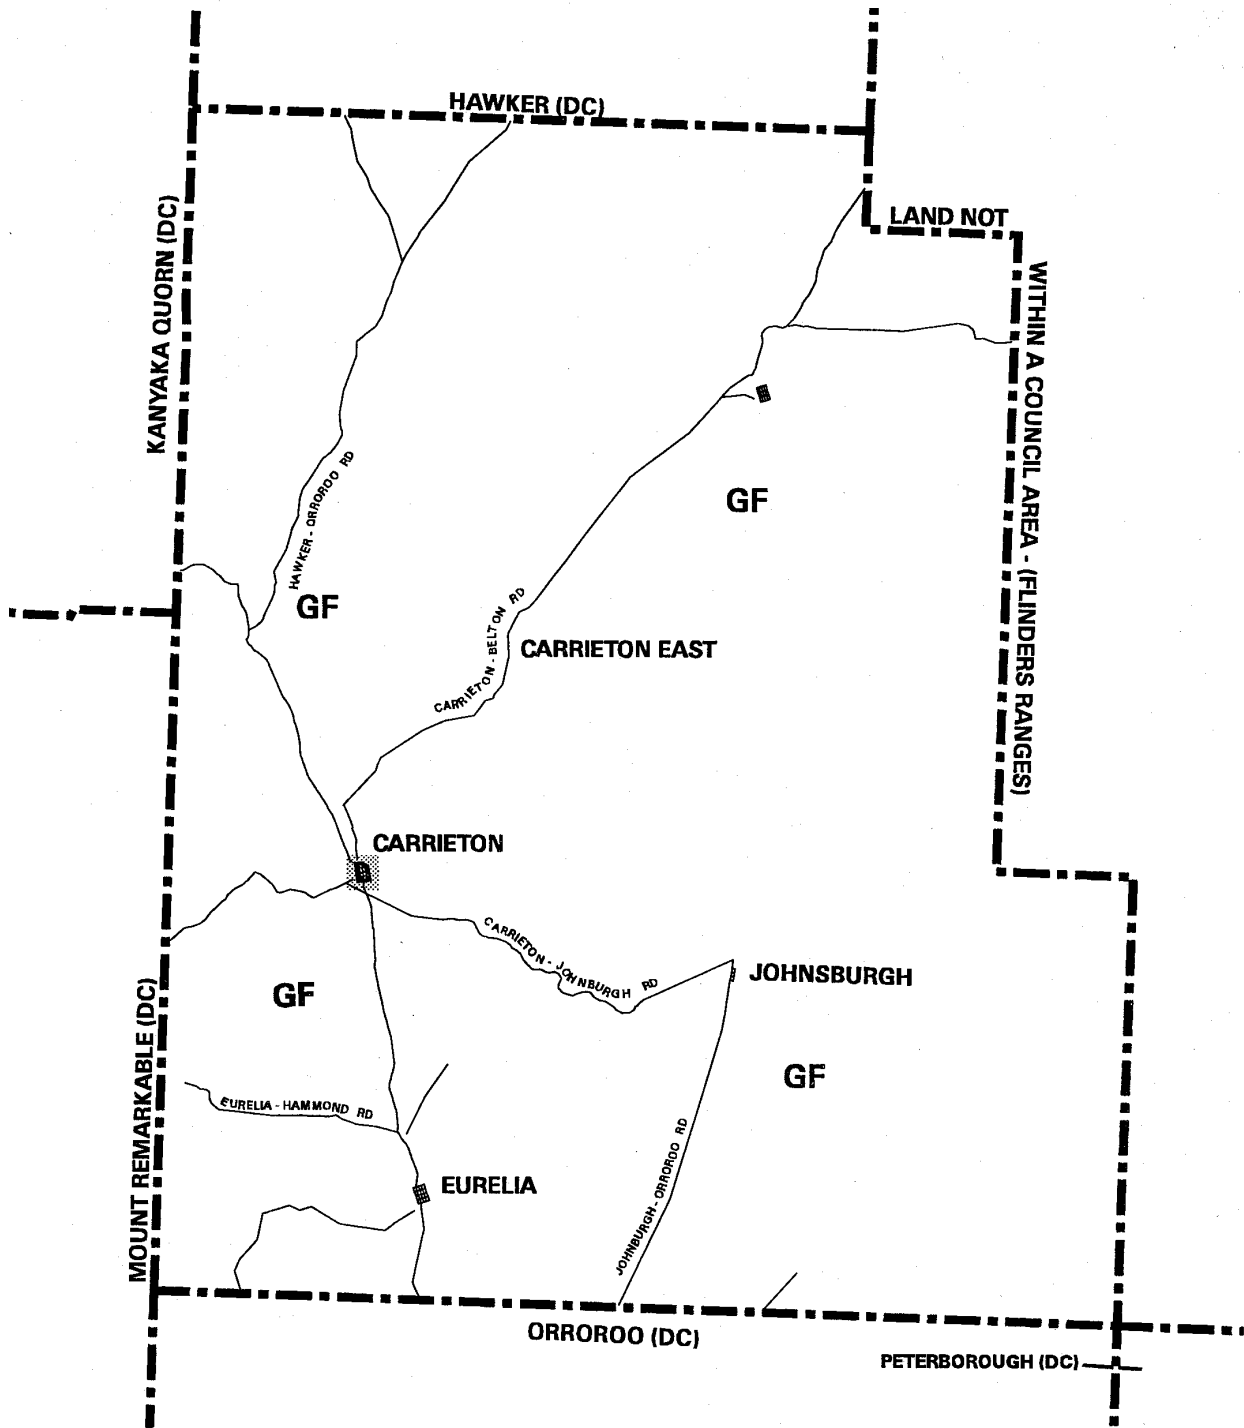 HAWKER (DC)
LAND NOT
WITHIN A COUNCIL AREA - (FLINDERS RANGES)
KANYAKA QUORN (DC)
HAWKER - ORROROO RD
GF
GF
CARRIETON - BELTON RD
CARRIETON EAST
CARRIETON
CARRIETON - JOHNBURGH RD
JOHNSBURGH
GF
GF
MOUNT REMARKABLE (DC)
EURELIA - HAMMOND RD
JOHNBURGH - ORROROO RD
EURELIA
ORROROO (DC)
PETERBOROUGH (DC)